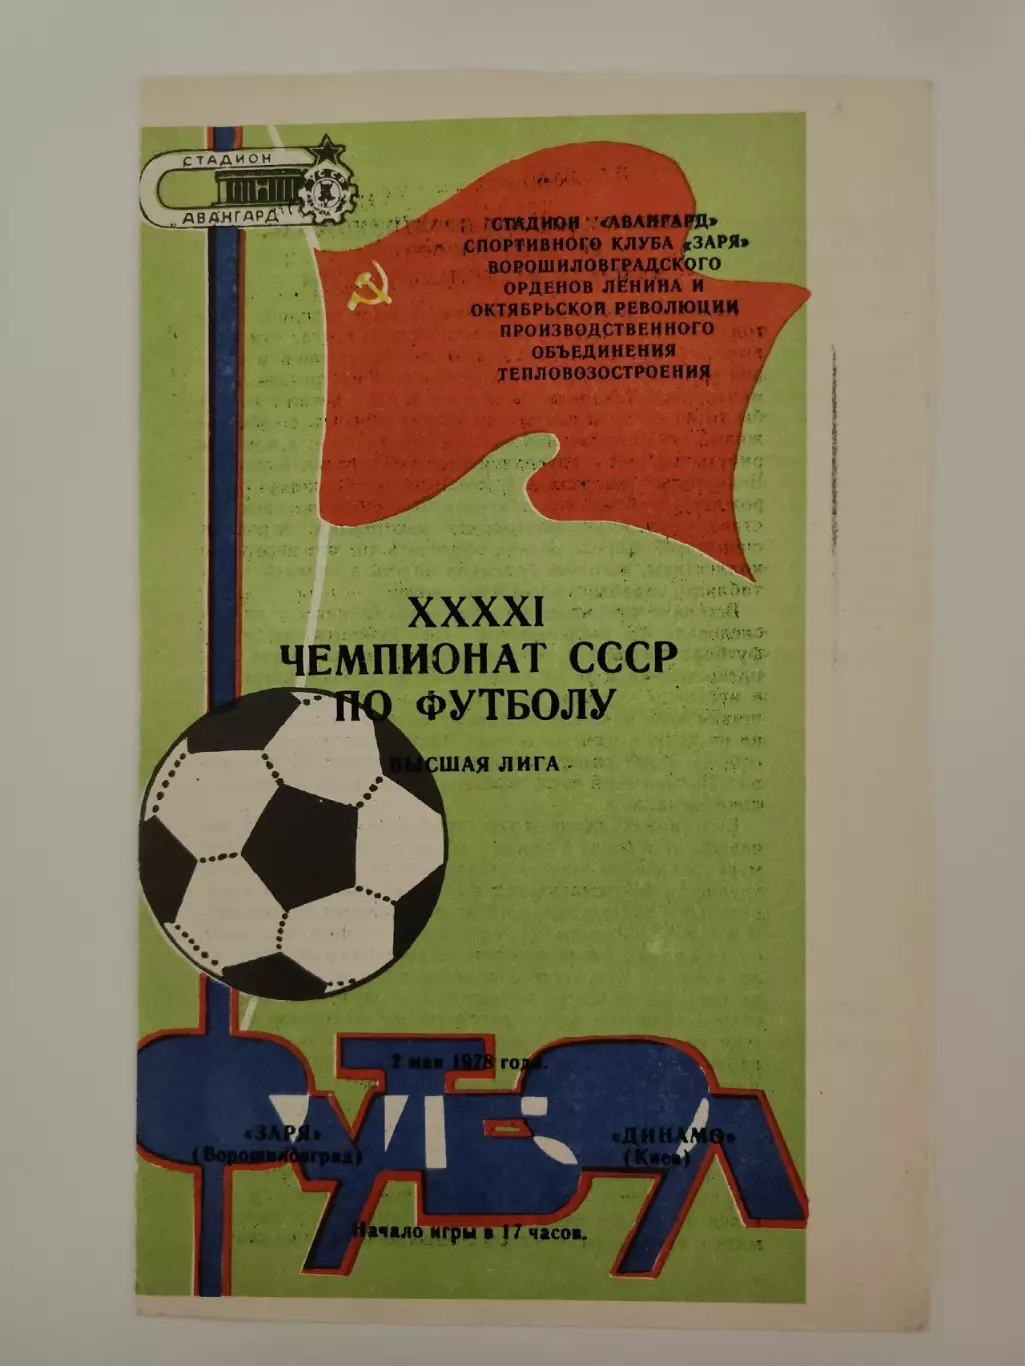 СТАДИОН
„АВАНГАРД"
СТАДИОН «АВАНГАРД»
СПОРТИВНОГО КЛУБА «ЗАРЯ»
ВОРОШИЛОВГРАДСКОГО
ОРДЕНОВ ЛЕНИНА И
ОКТЯБРЬСКОЙ РЕВОЛЮЦИИ
ПРОИЗВОДСТВЕННОГО
ОБЪЕДИНЕНИЯ
ТЕПЛОВОЗОСТРОЕНИЯ
XXXXI
ЧЕМПИОНАТ СССР
ПО ФУТБОЛУ
ВЫСШАЯ ЛИГА
2 мая 1978 года.
ФУТБОЛ
«ЗАРЯ»
(Ворошиловград)
«ДИНАМО»
(Киев)
Начало игры в 17 часов.